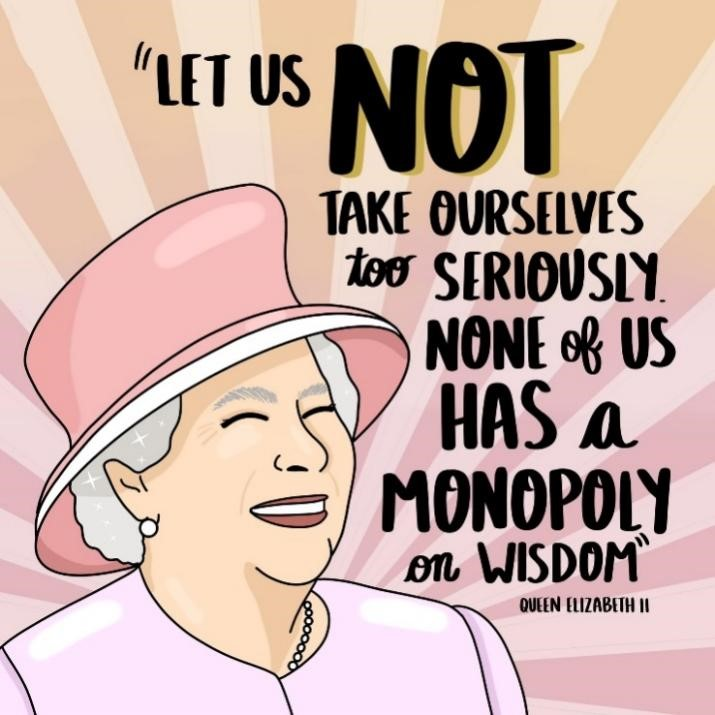 "LET US NOT
TAKE OURSELVES
too SERIOUSLY.
NONE of US
HAS a
MONOPOLY
on WISDOM"
QUEEN ELIZABETH II